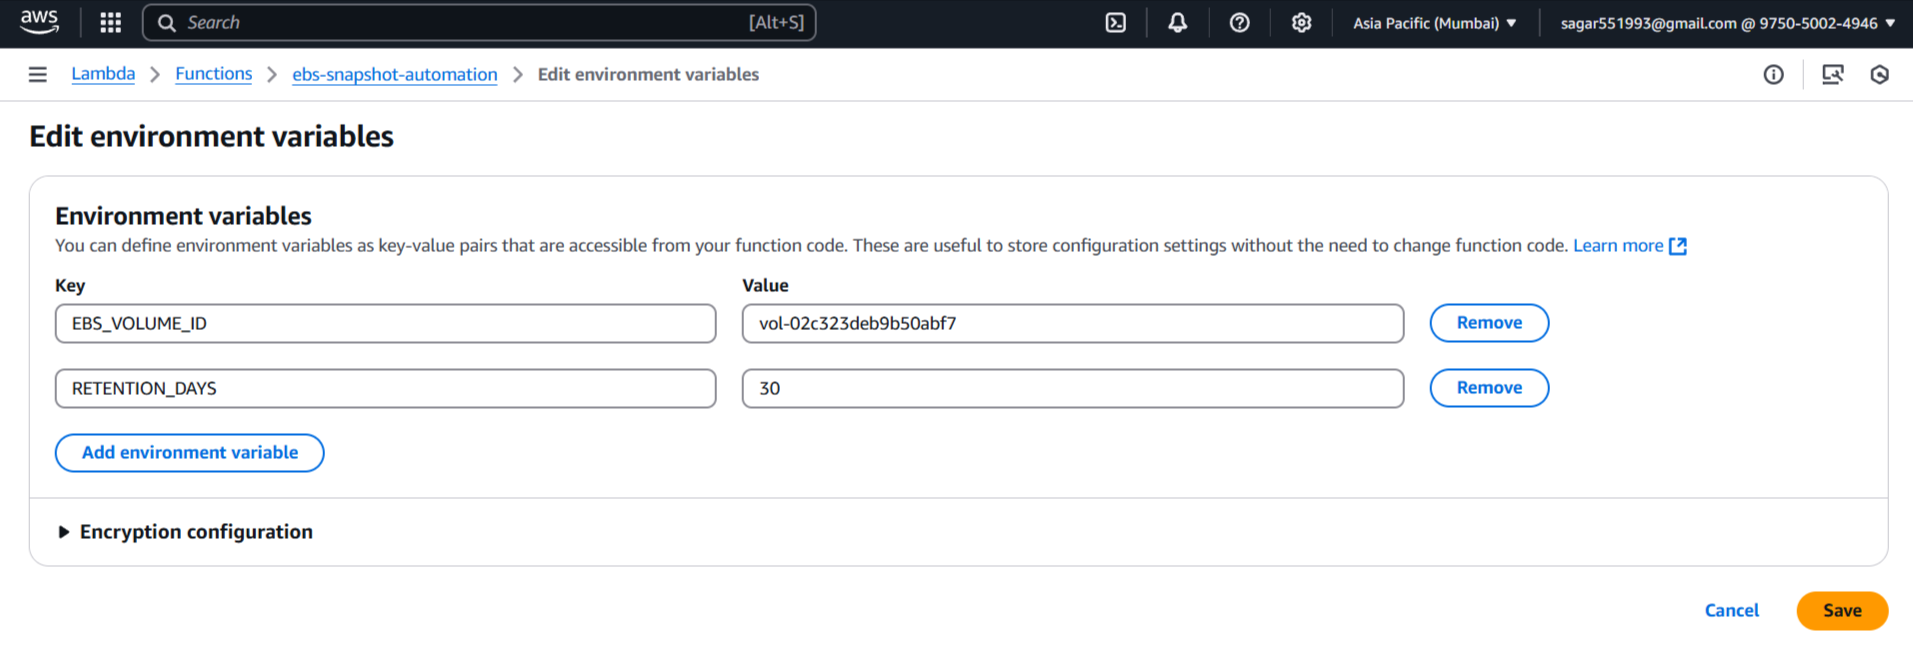 aws Search [Alt+S] Asia Pacific (Mumbai) sagar551993@gmail.com @ 9750-5002-4946
Lambda Functions ebs-snapshot-automation Edit environment variables
Edit environment variables
Environment variables
You can define environment variables as key-value pairs that are accessible from your function code. These are useful to store configuration settings without the need to change function code. Learn more
Key Value
EBS_VOLUME_ID vol-02c323deb9b50abf7 Remove
RETENTION_DAYS 30 Remove
Add environment variable
Encryption configuration
Cancel Save